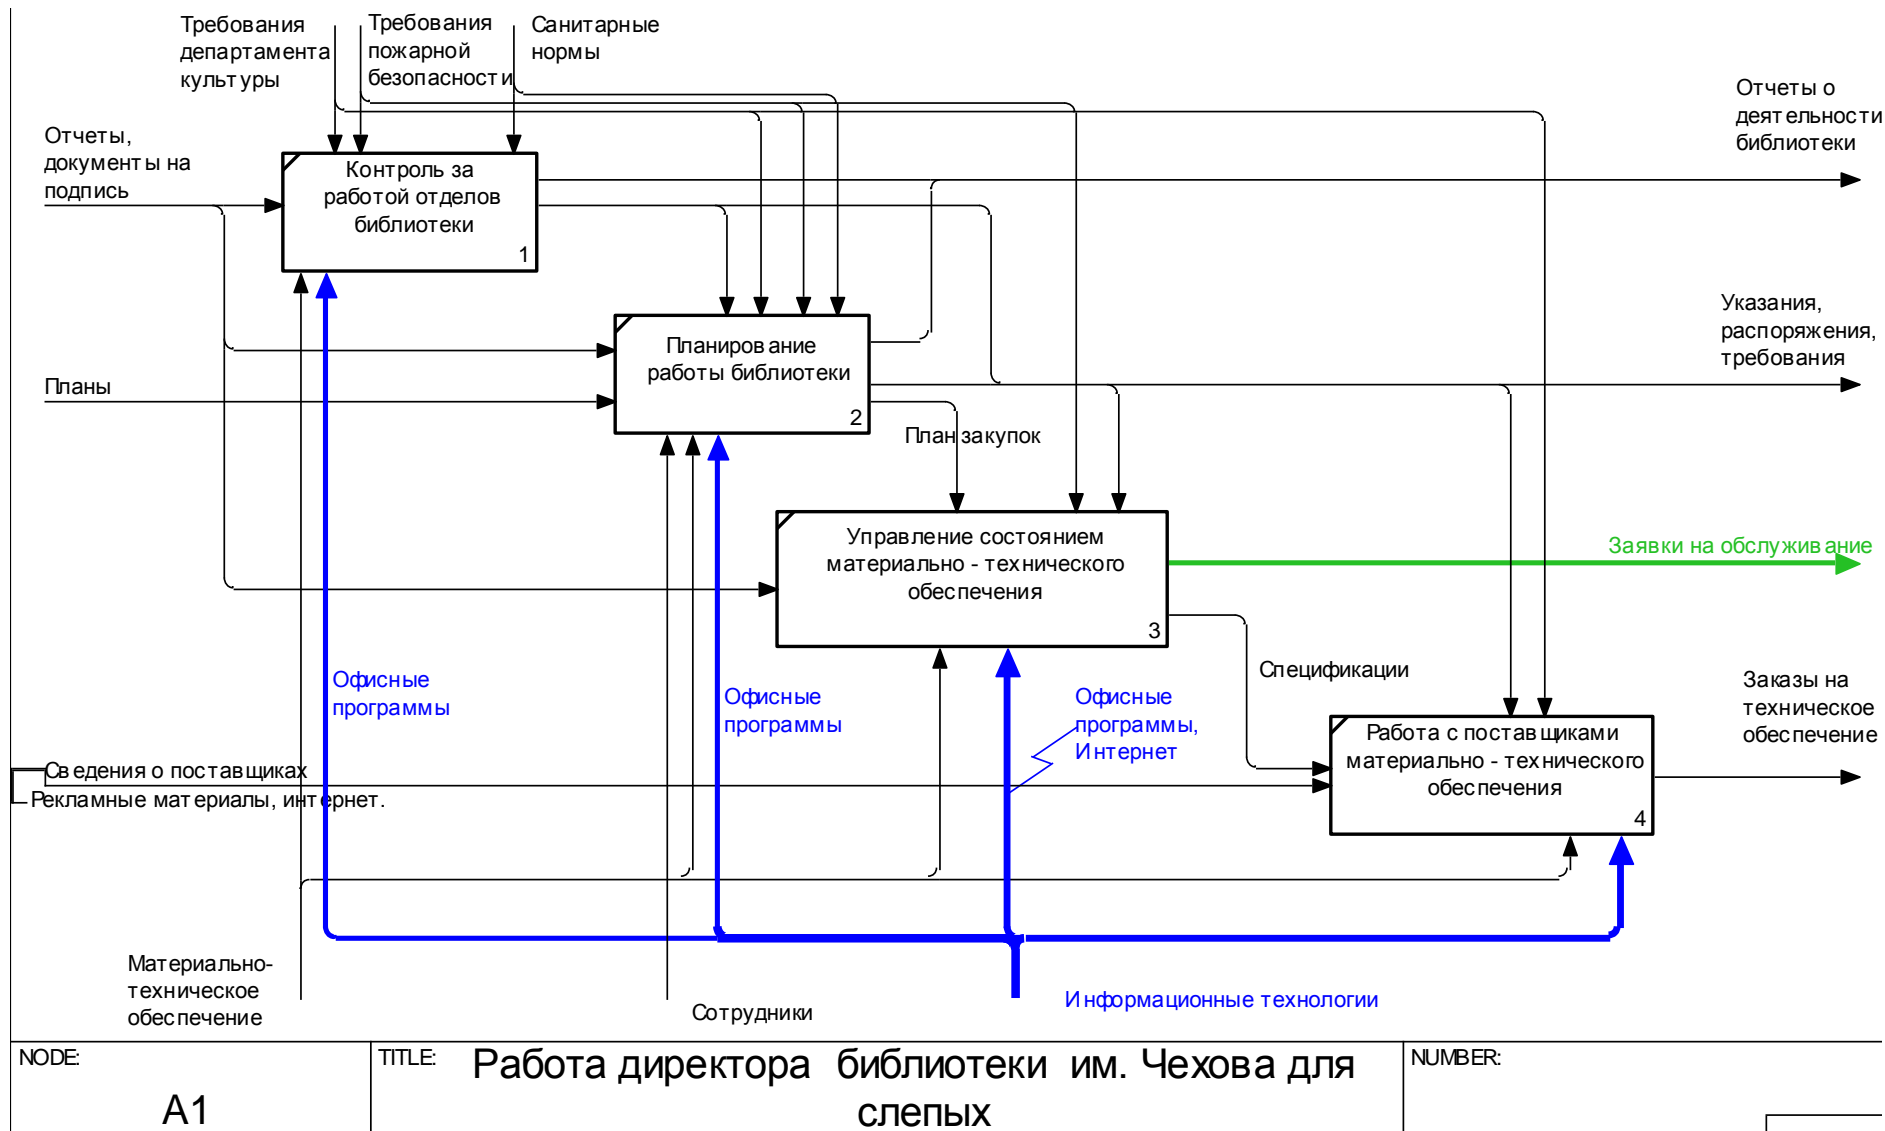 Требования
департамента
культуры
Требования
пожарной
безопасности
Санитарные
нормы
Отчеты о
деятельности
библиотеки
Отчеты,
документы на
подпись
Контроль за
работой отделов
библиотеки
1
Указания,
распоряжения,
требования
Планы
Планирование
работы библиотеки
2
План закупок
Управление состоянием
материально - технического
обеспечения
3
Заявки на обслуживание
Офисные
программы
Офисные
программы
Офисные
программы,
Интернет
Спецификации
Заказы на
техническое
обеспечение
Работа с поставщиками
материально - технического
обеспечения
4
Сведения о поставщиках
Рекламные материалы, интернет.
Материально-
техническое
обеспечение
Сотрудники
Информационные технологии
NODE:
A1
TITLE:
Работа директора библиотеки им. Чехова для
слепых
NUMBER: